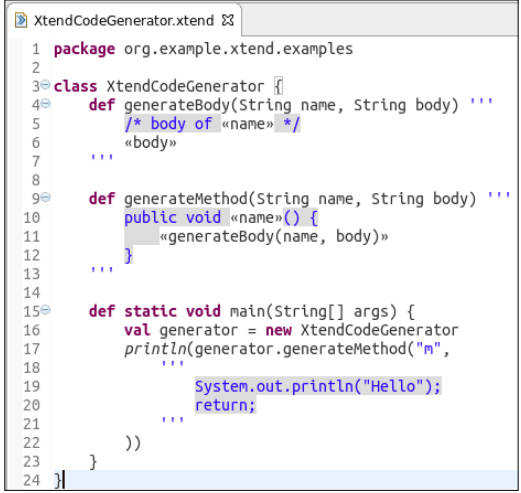 XtendCodeGenerator.xtend
1 package org.example.xtend.examples
2
3 class XtendCodeGenerator {
4     def generateBody(String name, String body) '''
5         /* body of «name» */
6         «body»
7     '''
8
9     def generateMethod(String name, String body) '''
10         public void «name»() {
11             «generateBody(name, body)»
12         }
13     '''
14
15     def static void main(String[] args) {
16         val generator = new XtendCodeGenerator
17         println(generator.generateMethod("m",
18             '''
19                 System.out.println("Hello");
20                 return;
21             '''
22         ))
23     }
24 }